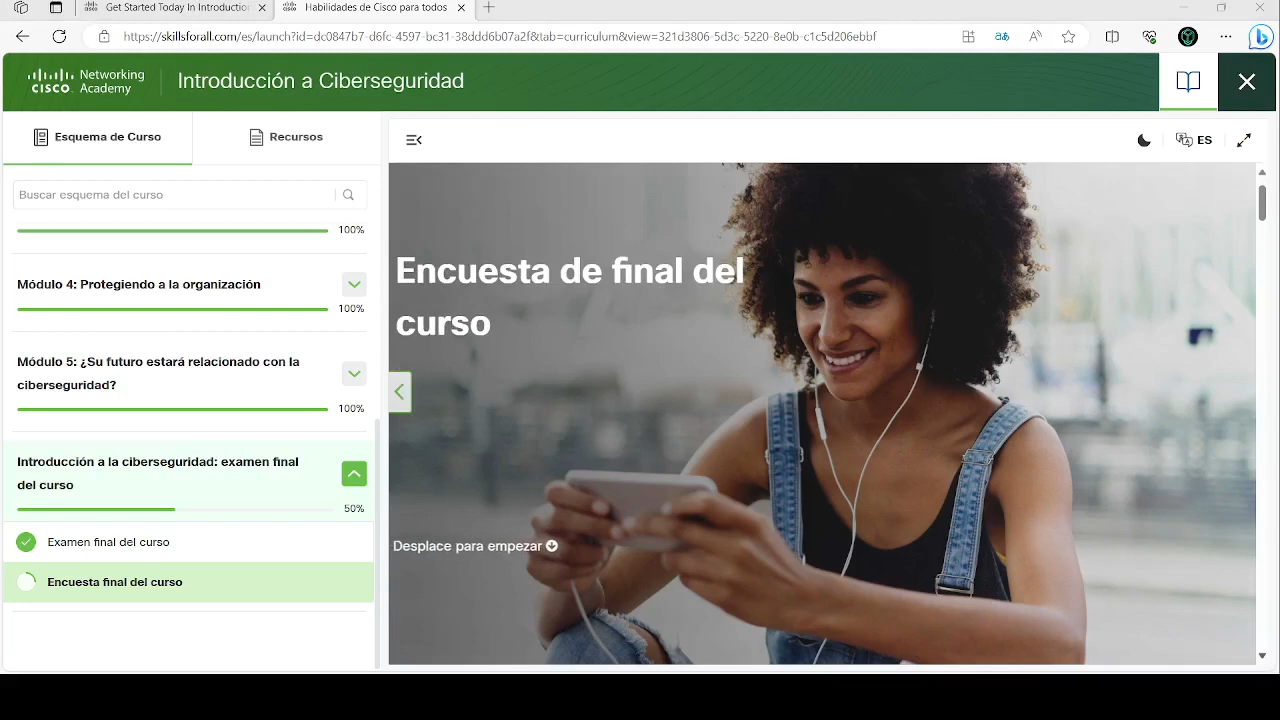 Get Started Today In Introduction
Habilidades de Cisco para todos
https://skillsforall.com/es/launch?id=dc0847b7-d6fc-4597-bc31-38ddd6b07a2f&tab=curriculum&view=321d3806-5d3c-5220-8e0b-c1c5d206ebbf
Networking
CISCO Academy
Introducción a Ciberseguridad
Esquema de Curso
Recursos
ES
Buscar esquema del curso
100%
Módulo 4: Protegiendo a la organización
100%
Módulo 5: ¿Su futuro estará relacionado con la
ciberseguridad?
100%
Introducción a la ciberseguridad: examen final
del curso
50%
Examen final del curso
Encuesta final del curso
Encuesta de final del
curso
Desplace para empezar